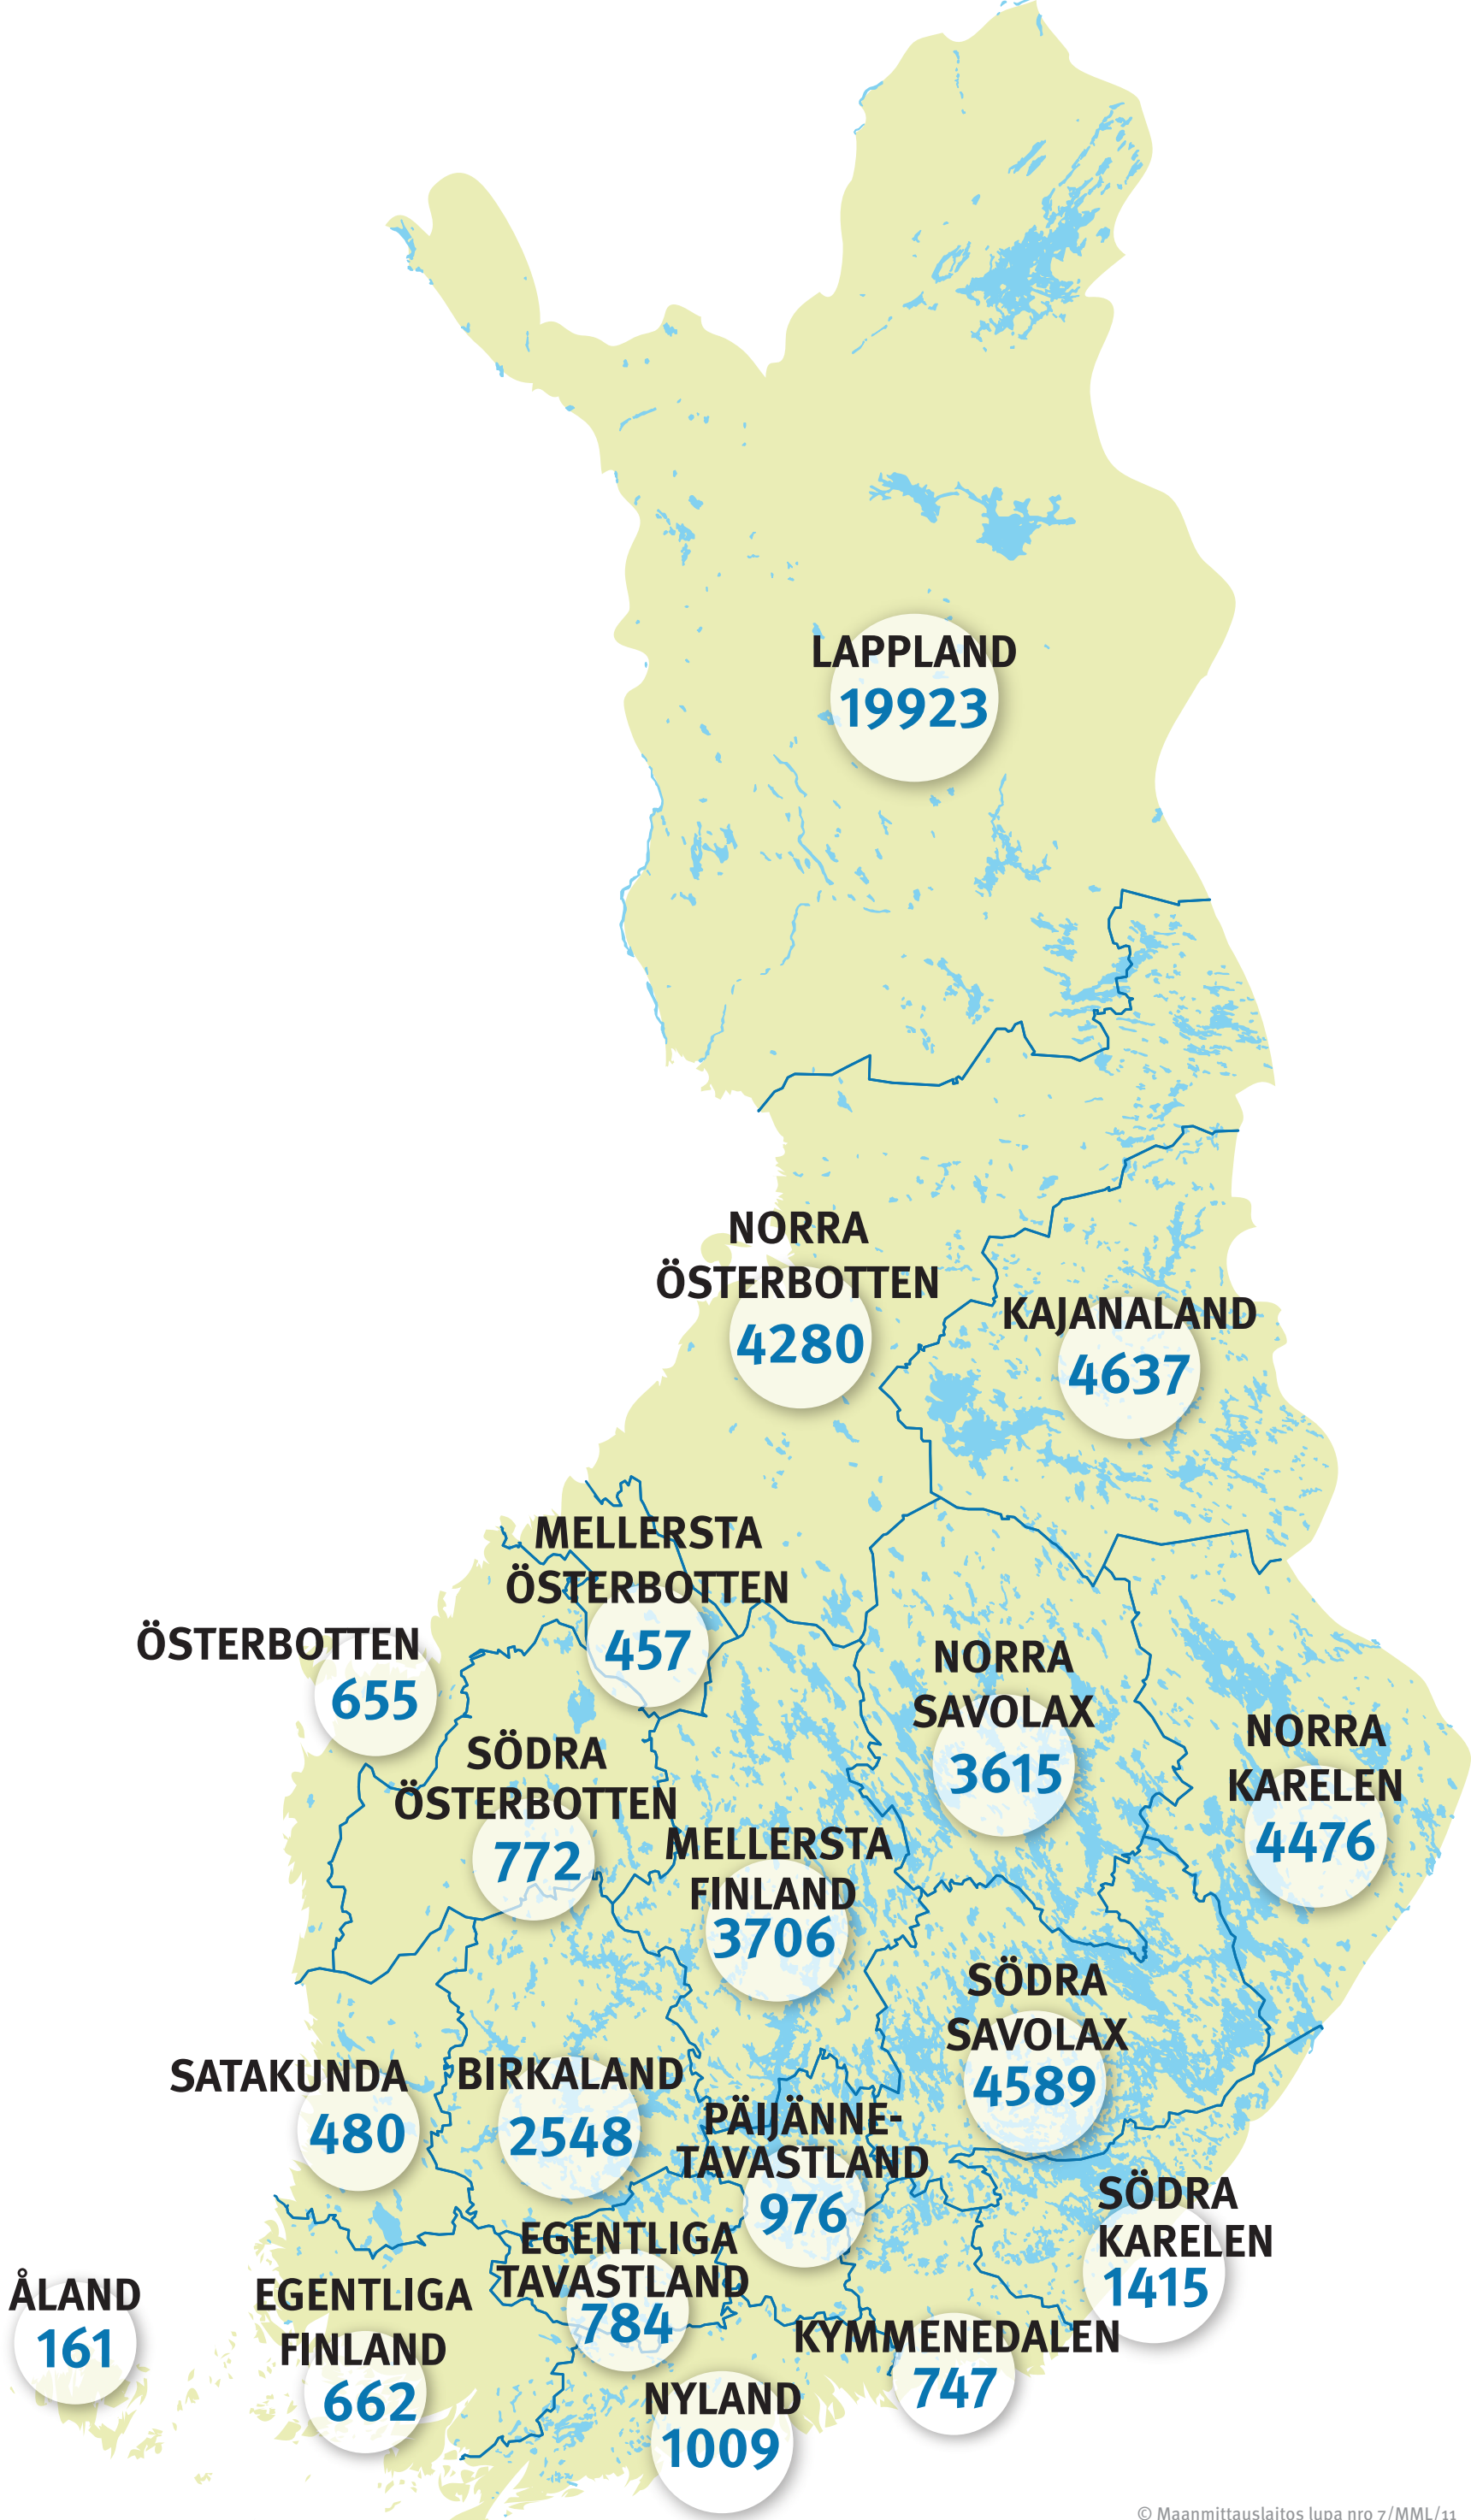 LAPPLAND
19923
NORRA
ÖSTERBOTTEN
4280
KAJANALAND
4637
MELLERSTA
ÖSTERBOTTEN
457
ÖSTERBOTTEN
655
NORRA
SAVOLAX
3615
NORRA
KARELEN
4476
SÖDRA
ÖSTERBOTTEN
772
MELLERSTA
FINLAND
3706
SÖDRA
SAVOLAX
4589
SATAKUNDA
480
BIRKALAND
2548
PÄIJÄNNE-
TAVASTLAND
976
SÖDRA
KARELEN
1415
EGENTLIGA
TAVASTLAND
784
ÅLAND
161
EGENTLIGA
FINLAND
662
KYMMENEDALEN
747
NYLAND
1009
© Maanmittauslaitos lupa nro 7/MML/11